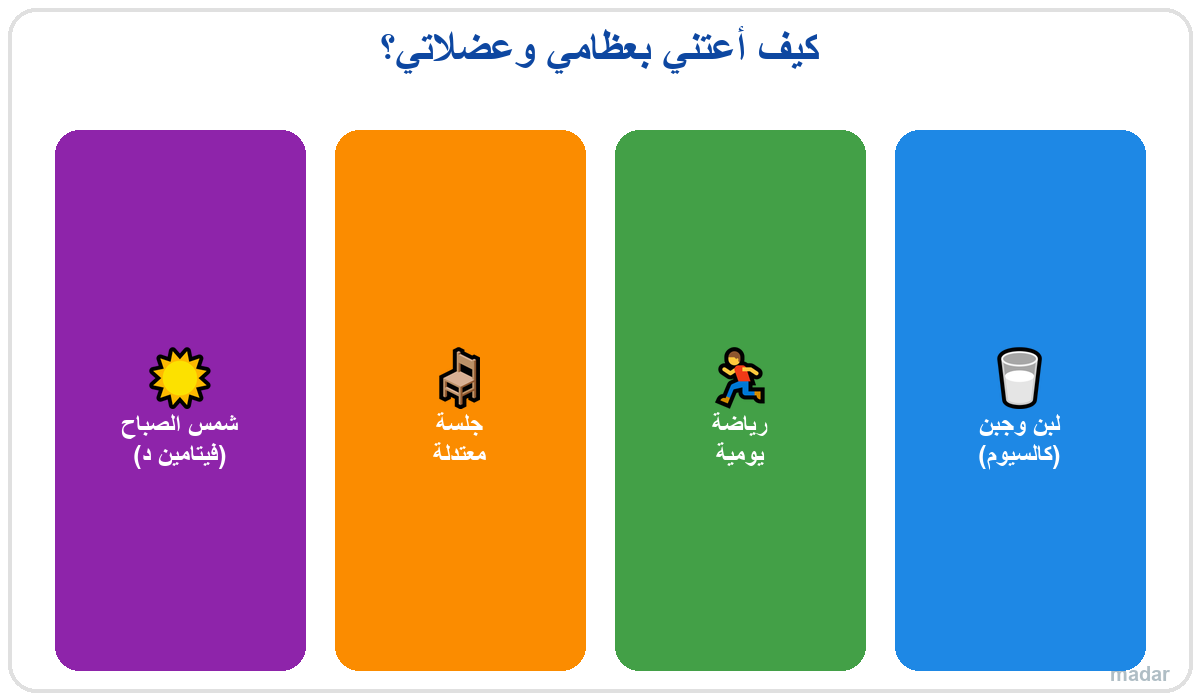 كيف أعتني بعظامي وعضلاتي؟
لبن وجبن
(كالسيوم)
رياضة
يومية
جلسة
معتدلة
شمس الصباح
(فيتامين د)
madar